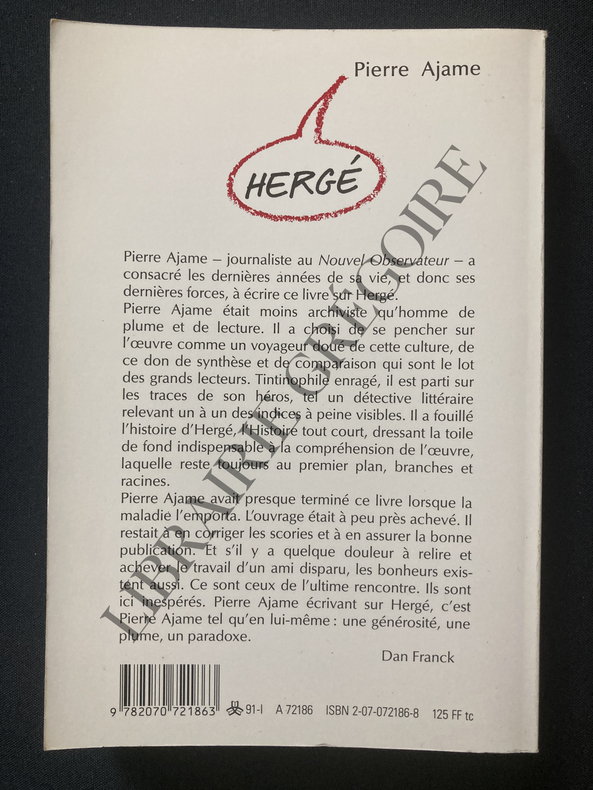 Pierre Ajame
HERGÉ
Pierre Ajame – journaliste au Nouvel Observateur – a
consacré les dernières années de sa vie, et donc ses
dernières forces, à écrire ce livre sur Hergé.
Pierre Ajame était moins archiviste qu'homme de
plume et de lecture. Il a choisi de se pencher sur
l'œuvre comme un voyageur doué de cette culture, de
ce don de synthèse et de comparaison qui sont le lot
des grands lecteurs. Tintinophile enragé, il est parti sur
les traces de son héros, tel un détective littéraire
relevant un à un des indices à peine visibles. Il a fouillé
l'histoire d'Hergé, l'Histoire tout court, dressant la toile
de fond indispensable à la compréhension de l'œuvre,
laquelle reste toujours au premier plan, branches et
racines.
Pierre Ajame avait presque terminé ce livre lorsque la
maladie l'emporta. L'ouvrage était à peu près achevé. Il
restait à en corriger les scories et à en assurer la bonne
publication. Et s'il y a quelque douleur à relire et
achever le travail d'un ami disparu, les bonheurs exis-
tent aussi. Ce sont ceux de l'ultime rencontre. Ils sont
ici inespérés. Pierre Ajame écrivant sur Hergé, c'est
Pierre Ajame tel qu'en lui-même : une générosité, une
plume, un paradoxe.
Dan Franck
9 782070 721863 91-I A 72186 ISBN 2-07-072186-8 125 FF tc
LIBRAIRIE GRÉGOIRE